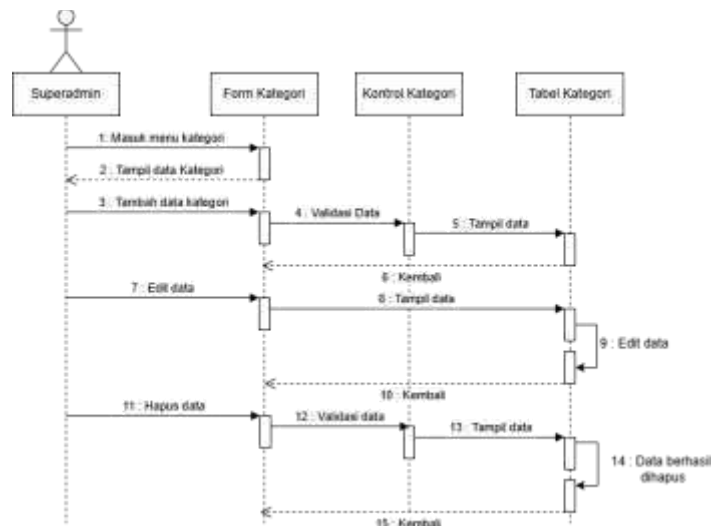 Superadmin
Form Kategori
Kontrol Kategori
Tabel Kategori
1: Masuk menu kategori
2 : Tampil data Kategori
3 : Tambah data kategori
4 : Validasi Data
5 : Tampil data
6 : Kembali
7 : Edit data
8 : Tampil data
9 : Edit data
10 : Kembali
11 : Hapus data
12 : Validasi data
13 : Tampil data
14 : Data berhasil
dihapus
15 : Kembali